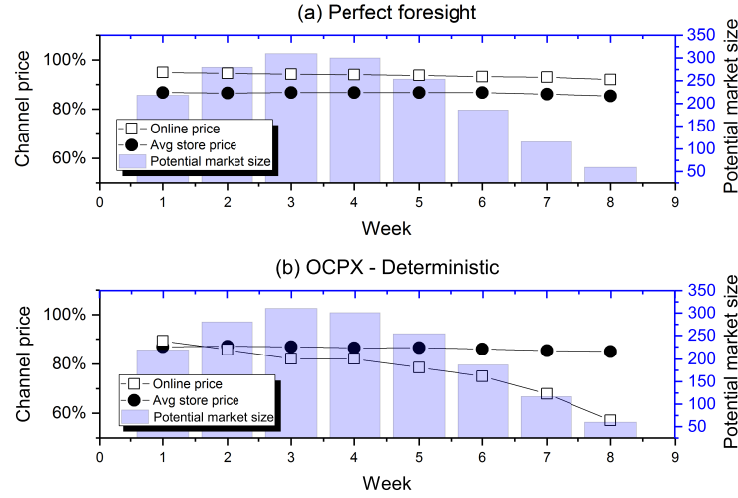 (a) Perfect foresight
Channel price
100%
80%
60%
350
300
250
200
150
100
50
Potential market size
Online price
Avg store price
Potential market size
0 1 2 3 4 5 6 7 8 9
Week
(b) OCPX - Deterministic
Channel price
100%
80%
60%
350
300
250
200
150
100
50
Potential market size
Online price
Avg store price
Potential market size
0 1 2 3 4 5 6 7 8 9
Week